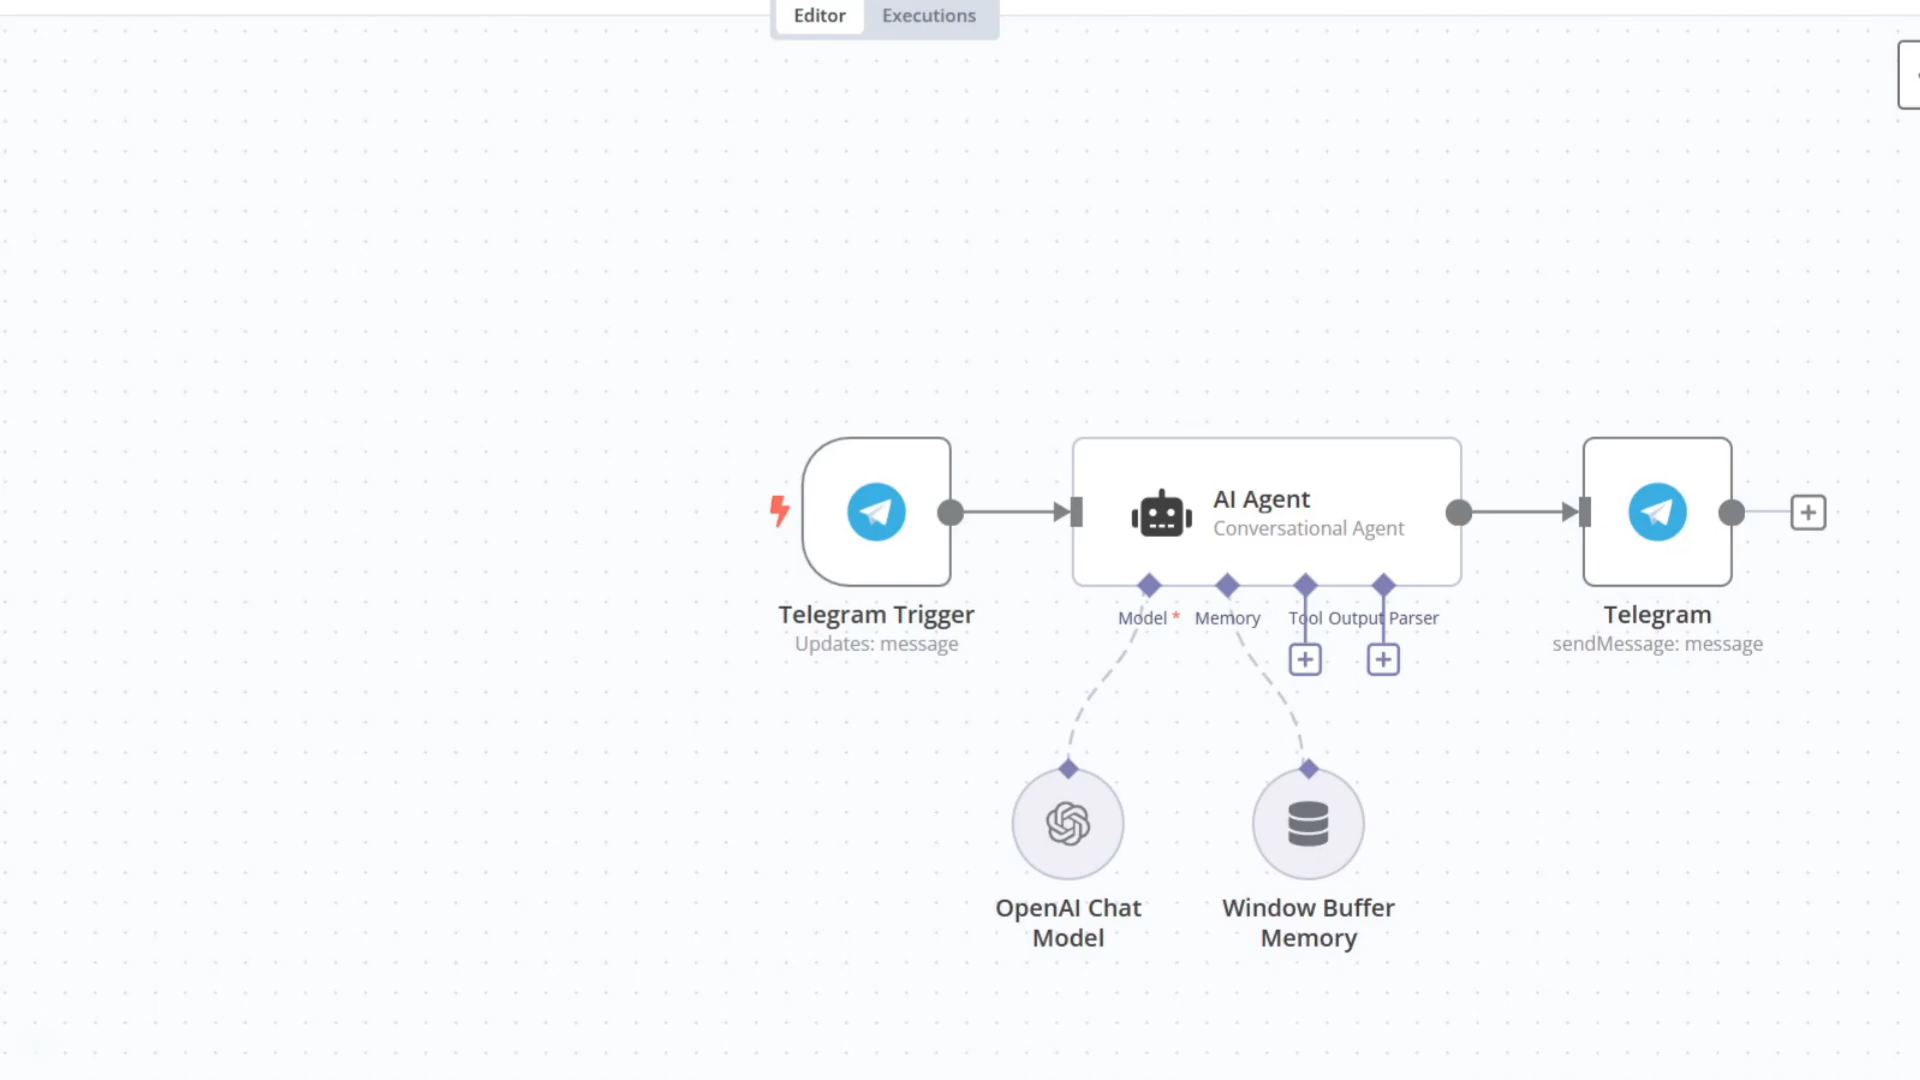 Editor Executions
AI Agent
Conversational Agent
Telegram Trigger
Updates: message
Model * Memory Tool Output Parser
Telegram
sendMessage: message
OpenAI Chat
Model
Window Buffer
Memory